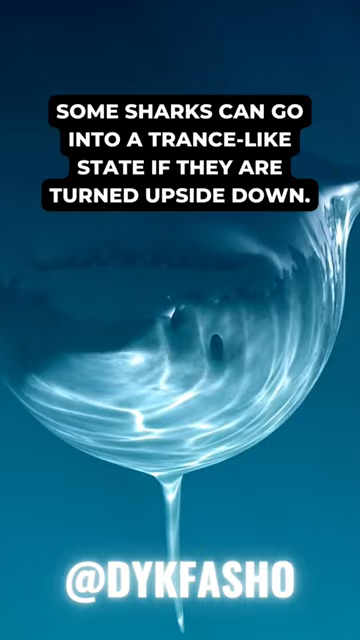 SOME SHARKS CAN GO
INTO A TRANCE-LIKE
STATE IF THEY ARE
TURNED UPSIDE DOWN.
@DYKFASHO